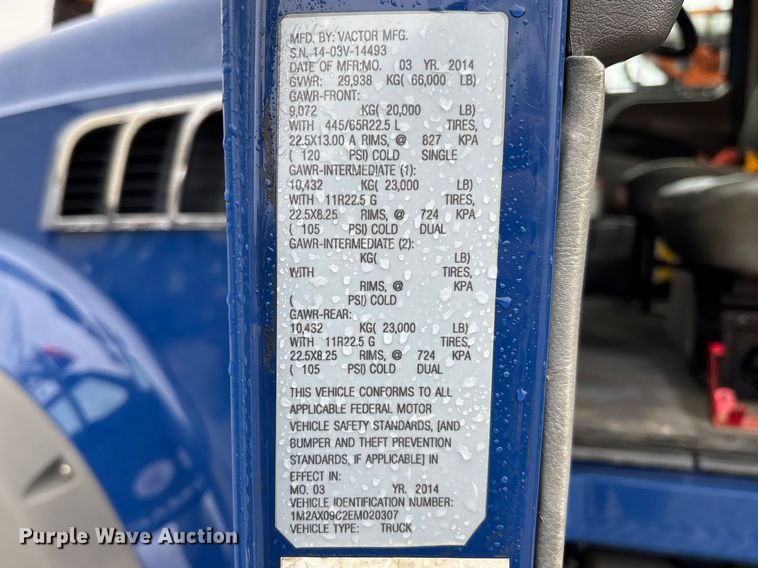 MFD. BY: VACTOR MFG.
S.N. 14-03V-14493
DATE OF MFR:MO. 03 YR. 2014
GVWR: 29,938 KG( 66,000 LB)
GAWR-FRONT:
9,072 KG( 20,000 LB)
WITH 445/65R22.5 L TIRES,
22.5X13.00 A RIMS, @ 827 KPA
( 120 PSI) COLD SINGLE
GAWR-INTERMEDIATE (1):
10,432 KG( 23,000 LB)
WITH 11R22.5 G TIRES,
22.5X8.25 RIMS, @ 724 KPA
( 105 PSI) COLD DUAL
GAWR-INTERMEDIATE (2):
KG( LB)
WITH TIRES,
RIMS, @ KPA
( PSI) COLD
GAWR-REAR:
10,432 KG( 23,000 LB)
WITH 11R22.5 G TIRES,
22.5X8.25 RIMS, @ 724 KPA
( 105 PSI) COLD DUAL
THIS VEHICLE CONFORMS TO ALL
APPLICABLE FEDERAL MOTOR
VEHICLE SAFETY STANDARDS, [AND
BUMPER AND THEFT PREVENTION
STANDARDS, IF APPLICABLE] IN
EFFECT IN:
MO. 03 YR. 2014
VEHICLE IDENTIFICATION NUMBER:
1M2AX09C2EM020307
VEHICLE TYPE: TRUCK
Purple Wave Auction